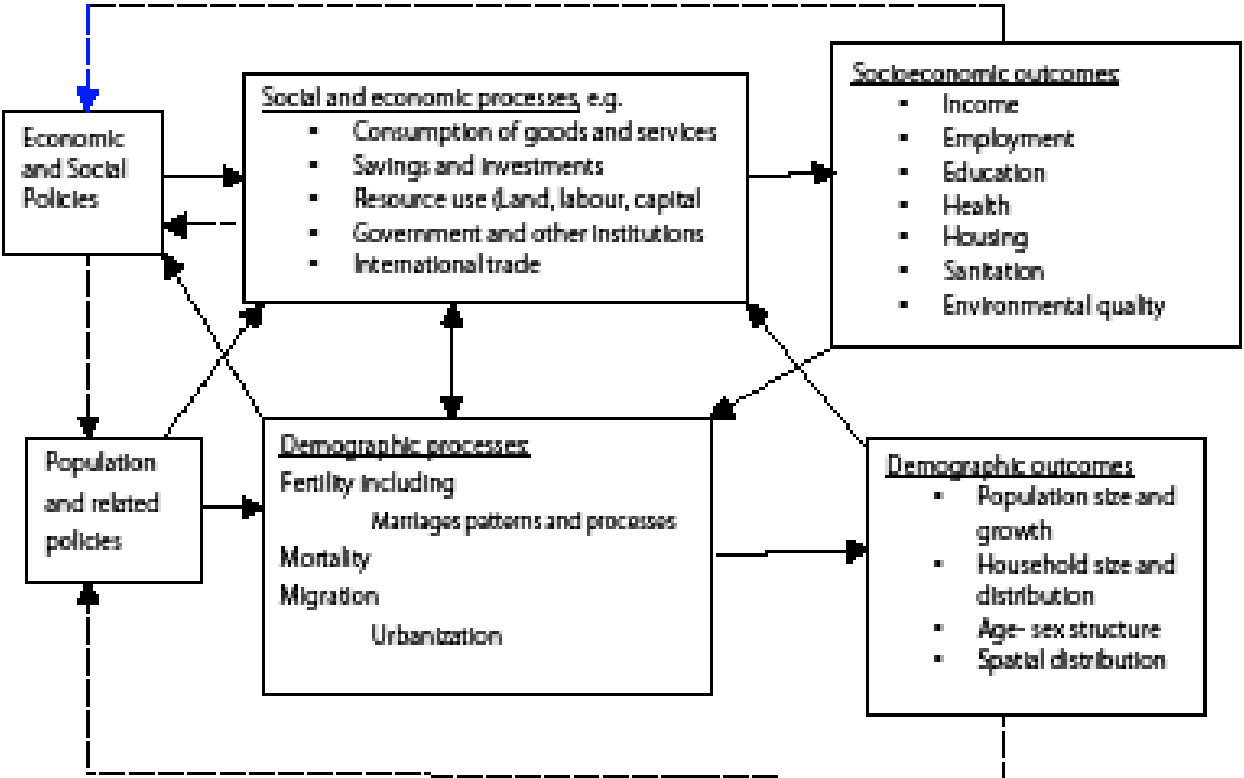 Economic
and Social
Policies
Social and economic processes, e.g.
▪ Consumption of goods and services
▪ Savings and investments
▪ Resource use (Land, labour, capital
▪ Government and other institutions
▪ International trade
Socioeconomic outcomes
▪ Income
▪ Employment
▪ Education
▪ Health
▪ Housing
▪ Sanitation
▪ Environmental quality
Population
and related
policies
Demographic processes
Fertility including
Marriages patterns and processes
Mortality
Migration
Urbanization
Demographic outcomes
▪ Population size and
growth
▪ Household size and
distribution
▪ Age- sex structure
▪ Spatial distribution